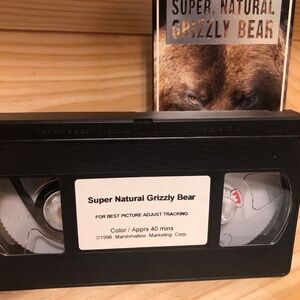 SUPER, NATURAL
GRIZZLY BEAR
Super Natural Grizzly Bear
FOR BEST PICTURE ADJUST TRACKING
Color / Apprx 40 mins
©1996 Marshmallow Marketing Corp